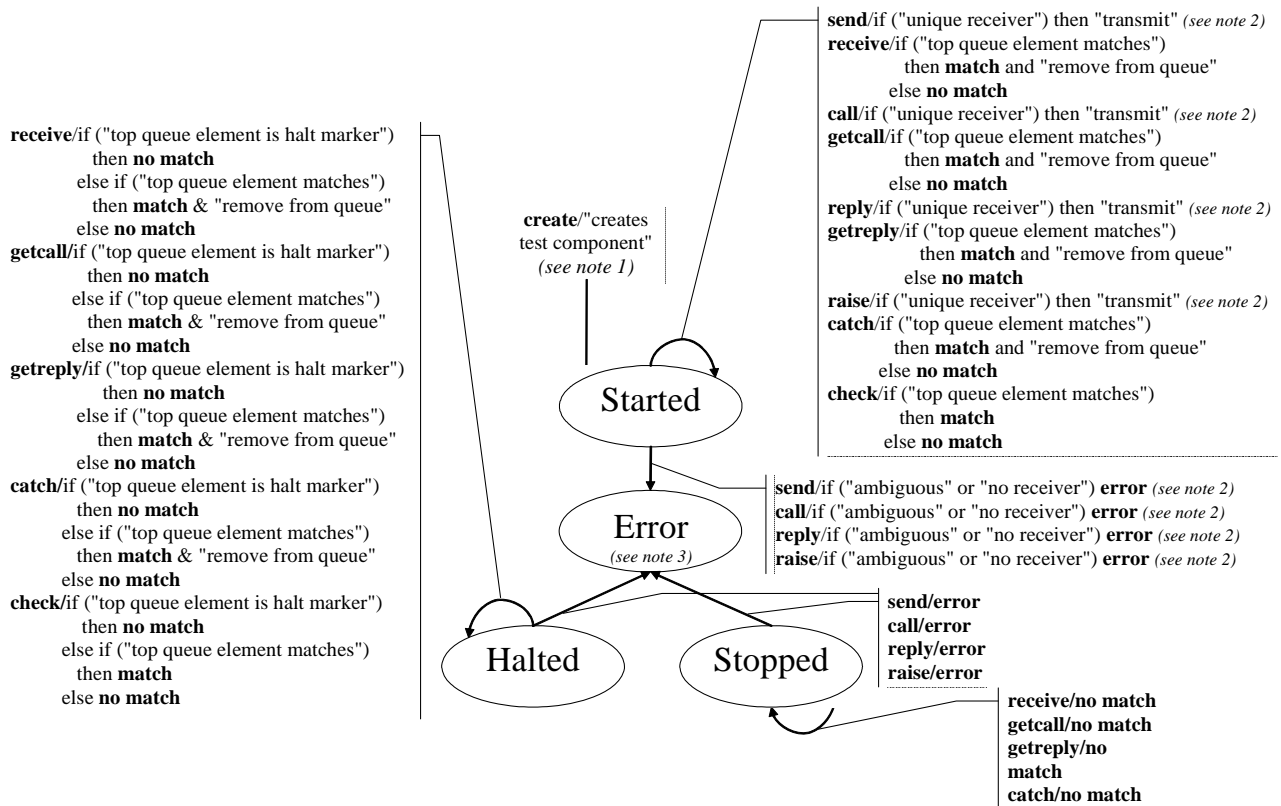 send/if ("unique receiver") then "transmit" (see note 2)
receive/if ("top queue element matches")
then match and "remove from queue"
else no match
call/if ("unique receiver") then "transmit" (see note 2)
getcall/if ("top queue element matches")
then match and "remove from queue"
else no match
reply/if ("unique receiver") then "transmit" (see note 2)
getreply/if ("top queue element matches")
then match and "remove from queue"
else no match
raise/if ("unique receiver") then "transmit" (see note 2)
catch/if ("top queue element matches")
then match and "remove from queue"
else no match
check/if ("top queue element matches")
then match
else no match
receive/if ("top queue element is halt marker")
then no match
else if ("top queue element matches")
then match & "remove from queue"
else no match
getcall/if ("top queue element is halt marker")
then no match
else if ("top queue element matches")
then match & "remove from queue"
else no match
getreply/if ("top queue element is halt marker")
then no match
else if ("top queue element matches")
then match & "remove from queue"
else no match
catch/if ("top queue element is halt marker")
then no match
else if ("top queue element matches")
then match & "remove from queue"
else no match
check/if ("top queue element is halt marker")
then no match
else if ("top queue element matches")
then match
else no match
create/"creates
test component"
(see note 1)
Started
send/if ("ambiguous" or "no receiver") error (see note 2)
call/if ("ambiguous" or "no receiver") error (see note 2)
reply/if ("ambiguous" or "no receiver") error (see note 2)
raise/if ("ambiguous" or "no receiver") error (see note 2)
Error
(see note 3)
send/error
call/error
reply/error
raise/error
Halted
Stopped
receive/no match
getcall/no match
getreply/no
match
catch/no match